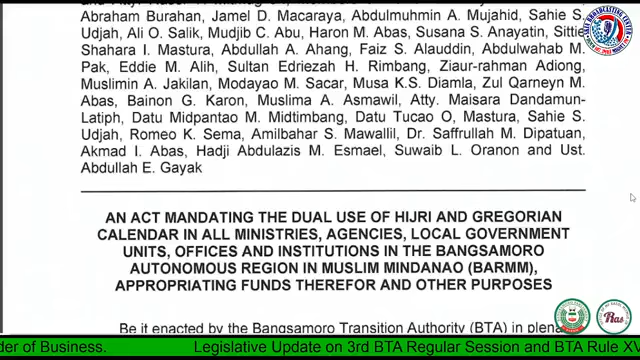 Abraham Burahan, Jamel D. Macaraya, Abdulmuhmin A. Mujahid, Sahie S.
Udjah, Ali O. Salik, Mudjib C. Abu, Haron M. Abas, Susana S. Anayatin, Sittie
Shahara I. Mastura, Abdullah A. Ahang, Faiz S. Alauddin, Abdulwahab M.
Pak, Eddie M. Alih, Sultan Edriezah H. Rimbang, Ziaur-rahman Adiong,
Muslimin A. Jakilan, Modayao M. Sacar, Musa K.S. Diamla, Zul Qarneyn M.
Abas, Bainon G. Karon, Muslima A. Asmawil, Atty. Maisara Dandamun-
Latiph, Datu Midpantao M. Midtimbang, Datu Tucao O, Mastura, Sahie S.
Udjah, Romeo K. Sema, Amilbahar S. Mawallil, Dr. Saffrullah M. Dipatuan,
Akmad I. Abas, Hadji Abdulazis M. Esmael, Suwaib L. Oranon and Ust.
Abdullah E. Gayak
AN ACT MANDATING THE DUAL USE OF HIJRI AND GREGORIAN
CALENDAR IN ALL MINISTRIES, AGENCIES, LOCAL GOVERNMENT
UNITS, OFFICES AND INSTITUTIONS IN THE BANGSAMORO
AUTONOMOUS REGION IN MUSLIM MINDANAO (BARMM),
APPROPRIATING FUNDS THEREFOR AND OTHER PURPOSES
Be it enacted by the Bangsamoro Transition Authority (BTA) in plena
der of Business. Legislative Update on 3rd BTA Regular Session and BTA Rule XV